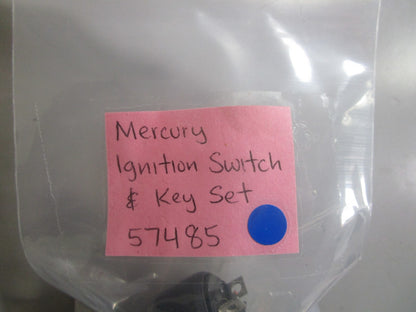 Mercury
Ignition Switch
& Key Set
57485